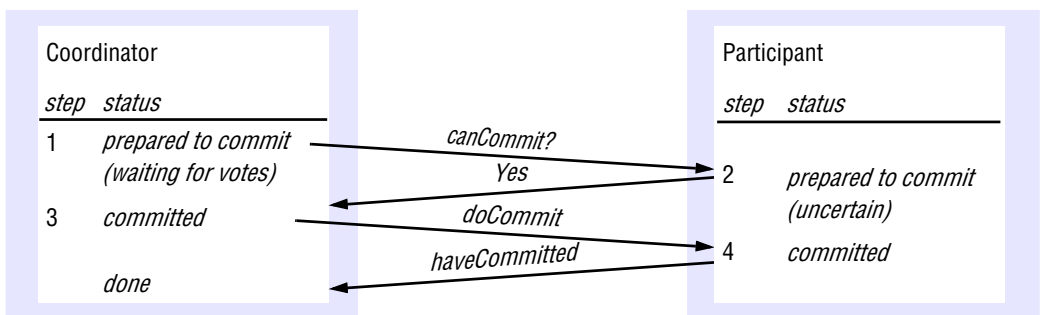 Coordinator
step status
1 prepared to commit
(waiting for votes)
3 committed
done
canCommit?
Yes
doCommit
haveCommitted
Participant
step status
2 prepared to commit
(uncertain)
4 committed